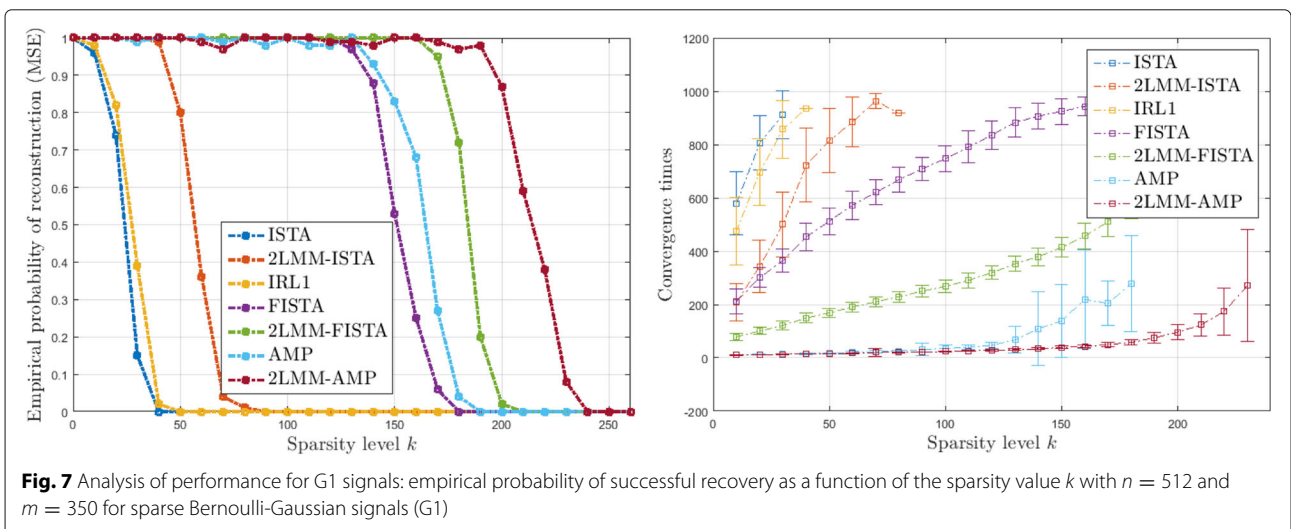 Empirical probability of reconstruction (MSE)
1
0.9
0.8
0.7
0.6
0.5
0.4
0.3
0.2
0.1
0
0 50 100 150 200 250
Sparsity level k
ISTA
2LMM-ISTA
IRL1
FISTA
2LMM-FISTA
AMP
2LMM-AMP
Convergence times
1200
1000
800
600
400
200
0
-200
0 50 100 150 200
Sparsity level k
ISTA
2LMM-ISTA
IRL1
FISTA
2LMM-FISTA
AMP
2LMM-AMP
Fig. 7 Analysis of performance for G1 signals: empirical probability of successful recovery as a function of the sparsity value k with n = 512 and
m = 350 for sparse Bernoulli-Gaussian signals (G1)